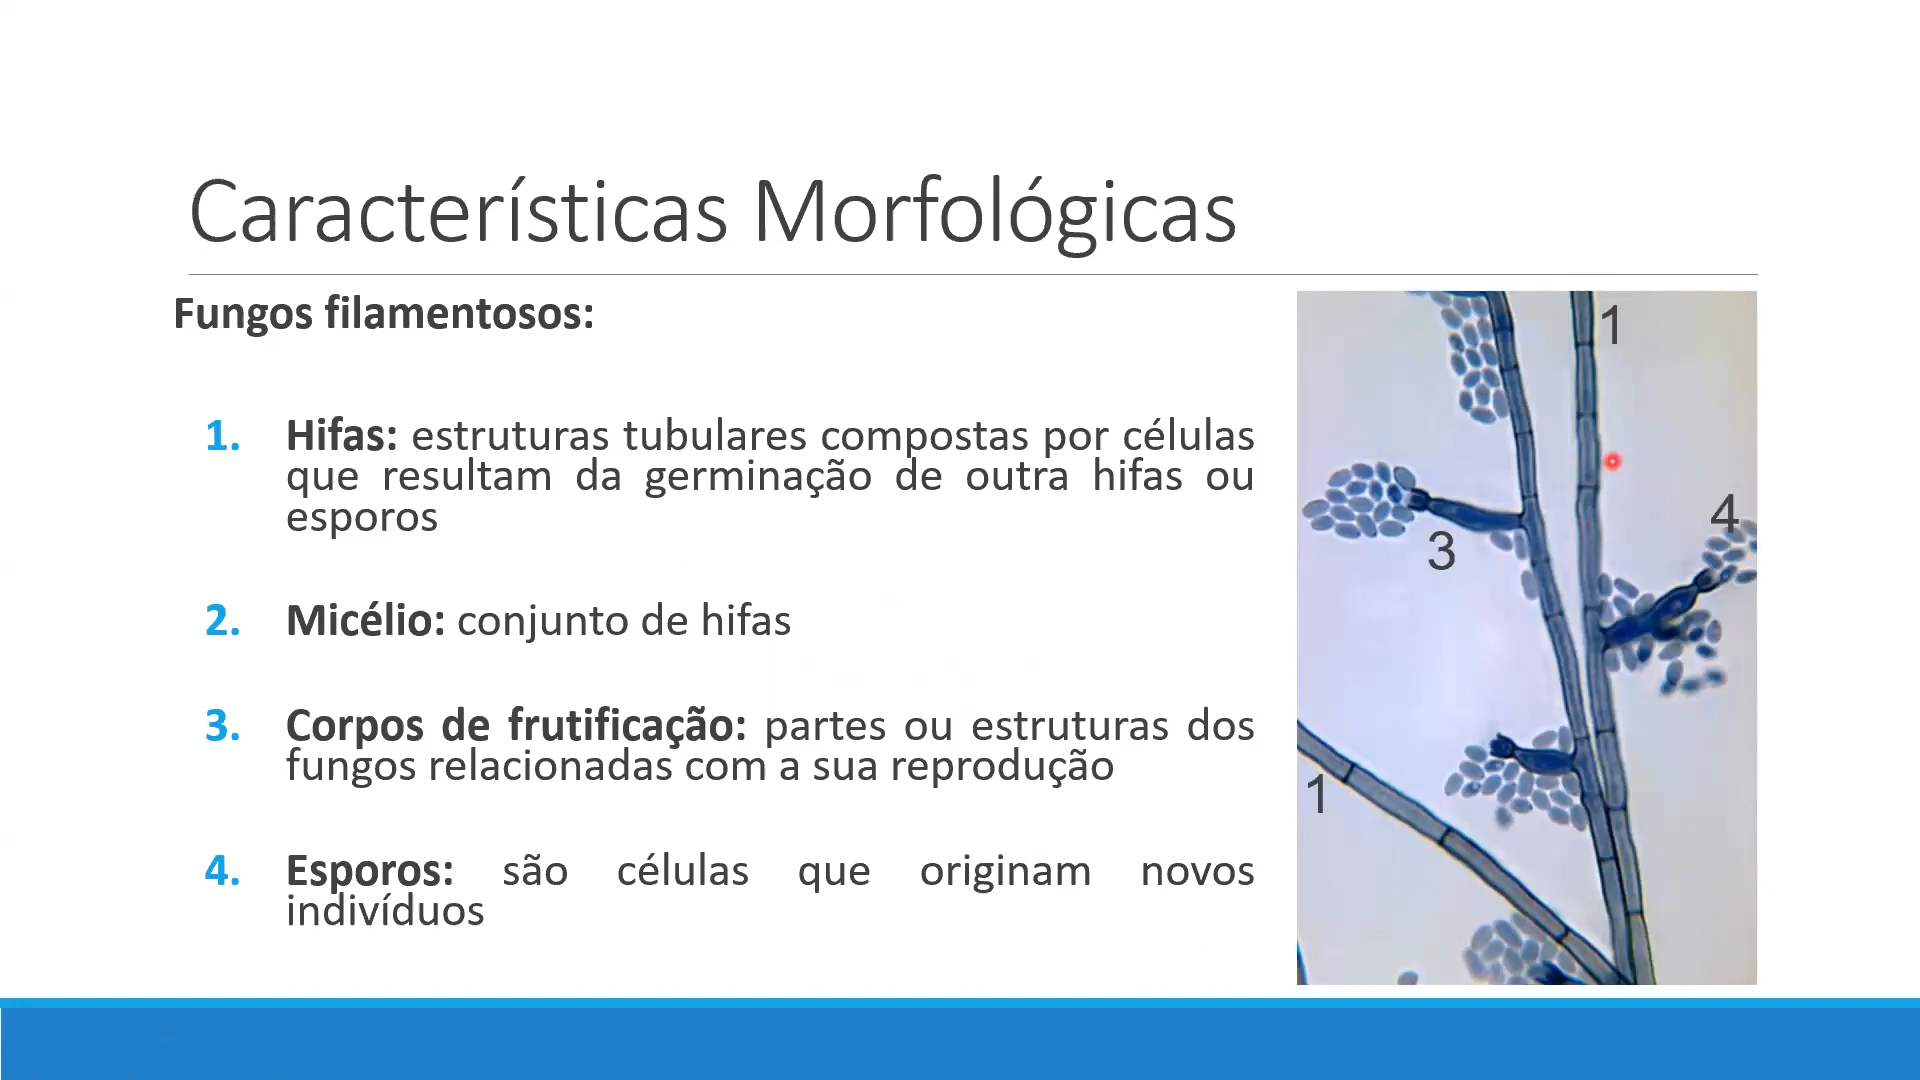 Características Morfológicas
Fungos filamentosos:
1. Hifas: estruturas tubulares compostas por células
que resultam da germinação de outra hifas ou
esporos
2. Micélio: conjunto de hifas
3. Corpos de frutificação: partes ou estruturas dos
fungos relacionadas com a sua reprodução
4. Esporos: são células que originam novos
indivíduos
1
4
3
1